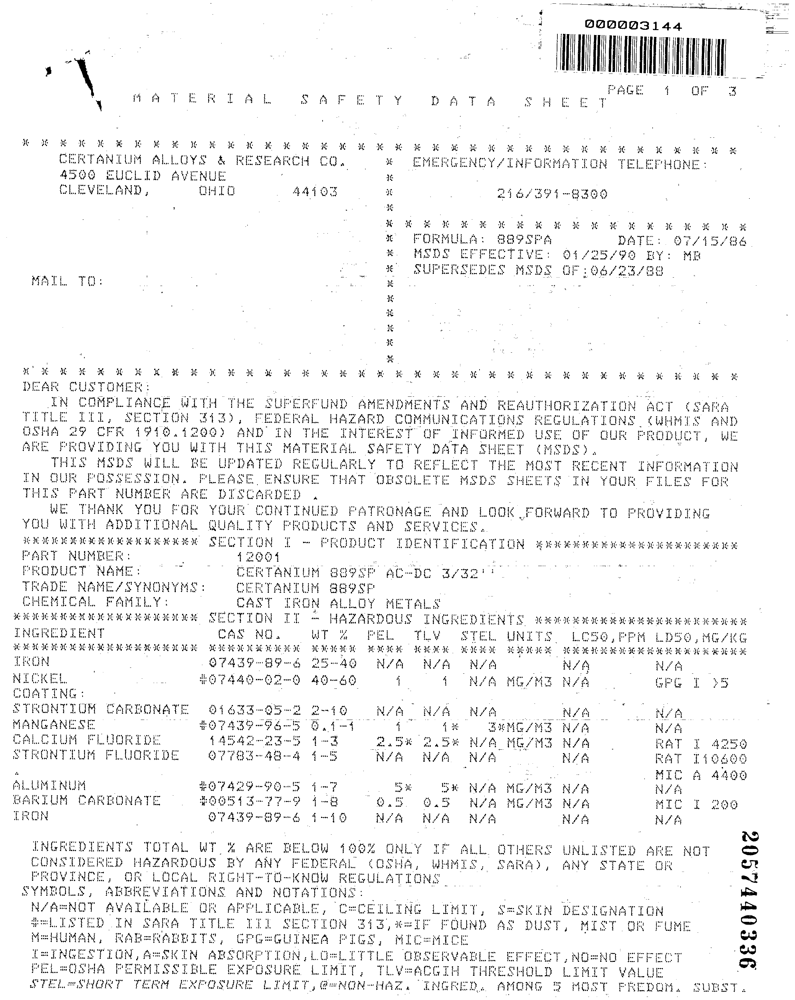 000003144
PAGE 1 OF 3
MATERIAL SAFETY DATA SHEET
* * * * * * * * * * * * * * * * * * * * * * * * * * * * * * * * * * * * * * * *
CERTANIUM ALLOYS & RESEARCH CO. * EMERGENCY/INFORMATION TELEPHONE:
4500 EUCLID AVENUE *
CLEVELAND, OHIO 44103 * 216/391-8300
*
* * * * * * * * * * * * * * * * * * * *
* FORMULA: 889SPA DATE: 07/15/86
* MSDS EFFECTIVE: 01/25/90 BY: MB
* SUPERSEDES MSDS OF:06/23/88
MAIL TO: *
*
*
*
*
*
* * * * * * * * * * * * * * * * * * * * * * * * * * * * * * * * * * * * * * * *
DEAR CUSTOMER:
IN COMPLIANCE WITH THE SUPERFUND AMENDMENTS AND REAUTHORIZATION ACT (SARA
TITLE III, SECTION 313), FEDERAL HAZARD COMMUNICATIONS REGULATIONS (WHMIS AND
OSHA 29 CFR 1910.1200) AND IN THE INTEREST OF INFORMED USE OF OUR PRODUCT, WE
ARE PROVIDING YOU WITH THIS MATERIAL SAFETY DATA SHEET (MSDS).
THIS MSDS WILL BE UPDATED REGULARLY TO REFLECT THE MOST RECENT INFORMATION
IN OUR POSSESSION. PLEASE ENSURE THAT OBSOLETE MSDS SHEETS IN YOUR FILES FOR
THIS PART NUMBER ARE DISCARDED .
WE THANK YOU FOR YOUR CONTINUED PATRONAGE AND LOOK FORWARD TO PROVIDING
YOU WITH ADDITIONAL QUALITY PRODUCTS AND SERVICES.
****************** SECTION I - PRODUCT IDENTIFICATION ********************
PART NUMBER: 12001
PRODUCT NAME: CERTANIUM 889SP AC-DC 3/32''
TRADE NAME/SYNONYMS: CERTANIUM 889SP
CHEMICAL FAMILY: CAST IRON ALLOY METALS
****************** SECTION II - HAZARDOUS INGREDIENTS *********************
INGREDIENT CAS NO. WT % PEL TLV STEL UNITS LC50,PPM LD50,MG/KG
****************** ********** ***** **** **** **** ***** ******** **********
IRON 07439-89-6 25-40 N/A N/A N/A N/A N/A
NICKEL #07440-02-0 40-60 1 1 N/A MG/M3 N/A GPG I >5
COATING:
STRONTIUM CARBONATE 01633-05-2 2-10 N/A N/A N/A N/A N/A
MANGANESE #07439-96-5 0.1-1 1 1* 3*MG/M3 N/A N/A
CALCIUM FLUORIDE 14542-23-5 1-3 2.5* 2.5* N/A MG/M3 N/A RAT I 4250
STRONTIUM FLUORIDE 07783-48-4 1-5 N/A N/A N/A N/A RAT I10600
. MIC A 4400
ALUMINUM #07429-90-5 1-7 5* 5* N/A MG/M3 N/A N/A
BARIUM CARBONATE #00513-77-9 1-8 0.5 0.5 N/A MG/M3 N/A MIC I 200
IRON 07439-89-6 1-10 N/A N/A N/A N/A N/A
INGREDIENTS TOTAL WT % ARE BELOW 100% ONLY IF ALL OTHERS UNLISTED ARE NOT
CONSIDERED HAZARDOUS BY ANY FEDERAL (OSHA, WHMIS, SARA), ANY STATE OR
PROVINCE, OR LOCAL RIGHT-TO-KNOW REGULATIONS
SYMBOLS, ABBREVIATIONS AND NOTATIONS:
N/A=NOT AVAILABLE OR APPLICABLE, C=CEILING LIMIT, S=SKIN DESIGNATION
#=LISTED IN SARA TITLE III SECTION 313,*=IF FOUND AS DUST, MIST OR FUME
M=HUMAN, RAB=RABBITS, GPG=GUINEA PIGS, MIC=MICE
I=INGESTION,A=SKIN ABSORPTION,LO=LITTLE OBSERVABLE EFFECT,NO=NO EFFECT
PEL=OSHA PERMISSIBLE EXPOSURE LIMIT, TLV=ACGIH THRESHOLD LIMIT VALUE
STEL=SHORT TERM EXPOSURE LIMIT,@=NON-HAZ. INGRED. AMONG 5 MOST PREDOM. SUBST.
2057440336